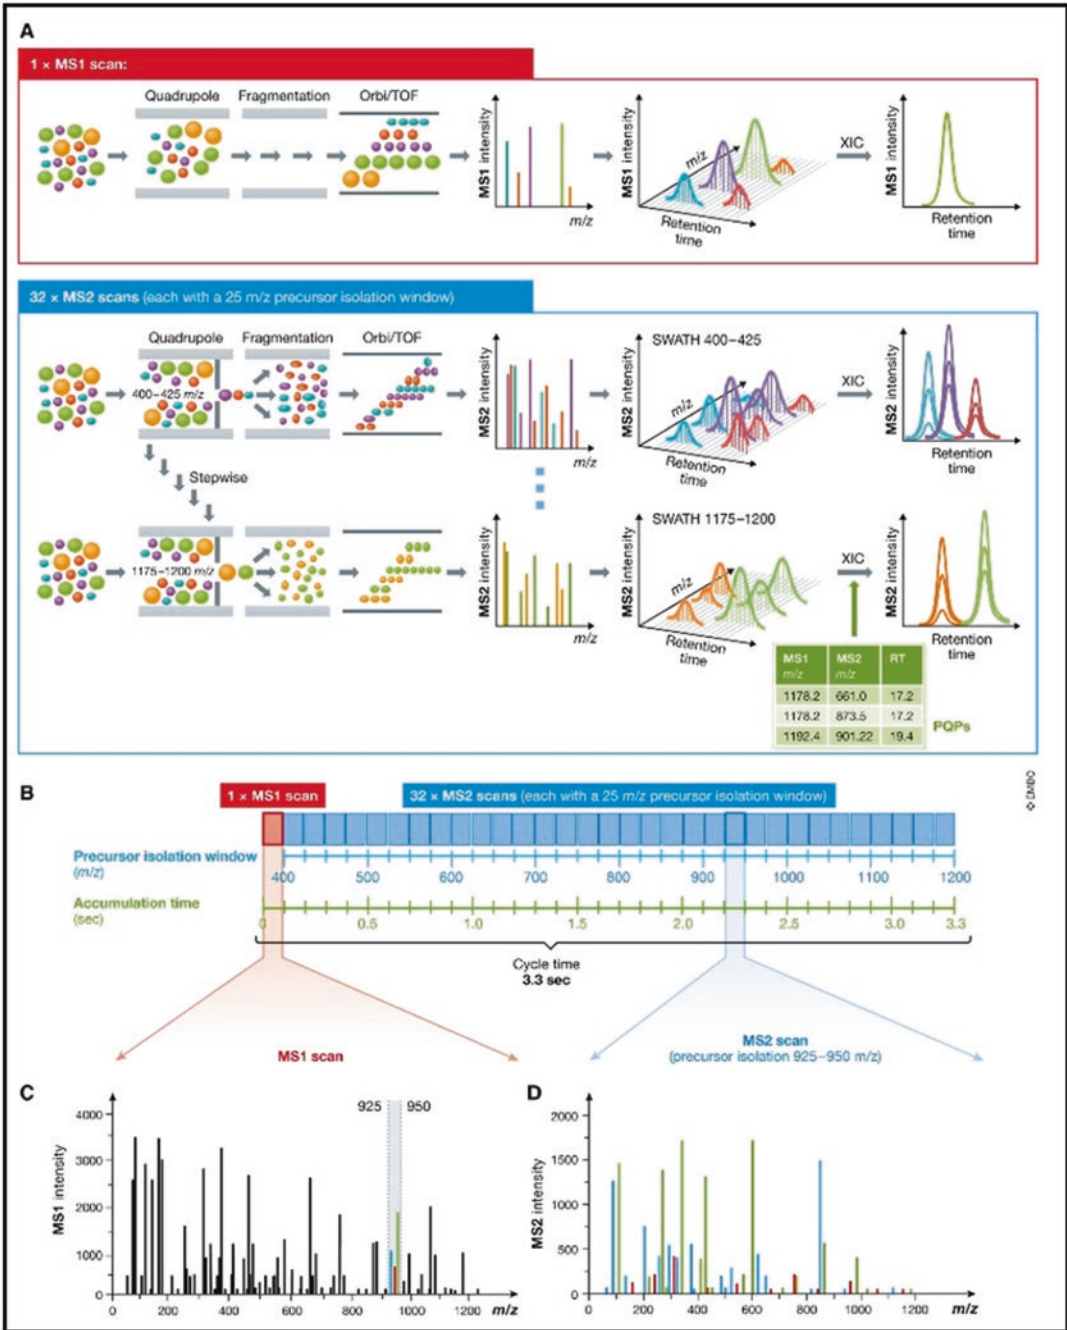 A
1 × MS1 scan:
Quadrupole
Fragmentation
Orbi/TOF
MS1 intensity
m/z
MS1 intensity
m/z
Retention
time
XIC
MS1 intensity
Retention
time
32 × MS2 scans (each with a 25 m/z precursor isolation window)
Quadrupole
Fragmentation
Orbi/TOF
400–425 m/z
MS2 intensity
m/z
SWATH 400–425
MS2 intensity
m/z
Retention
time
XIC
MS2 intensity
Retention
time
Stepwise
1175–1200 m/z
MS2 intensity
m/z
SWATH 1175–1200
MS2 intensity
m/z
Retention
time
XIC
MS2 intensity
Retention
time
MS1 m/z MS2 m/z RT
1178.2 661.0 17.2
1178.2 873.5 17.2
1192.4 901.22 19.4
PQPs
© EMBO
B
1 × MS1 scan
32 × MS2 scans (each with a 25 m/z precursor isolation window)
Precursor isolation window
(m/z)
400 500 600 700 800 900 1000 1100 1200
Accumulation time
(sec)
0 0.5 1.0 1.5 2.0 2.5 3.0 3.3
Cycle time
3.3 sec
MS1 scan
MS2 scan
(precursor isolation 925–950 m/z)
C
925 950
MS1 intensity
4000
3000
2000
1000
0
0 200 400 600 800 1000 1200 m/z
D
MS2 intensity
2000
1500
1000
500
0
0 200 400 600 800 1000 1200 m/z